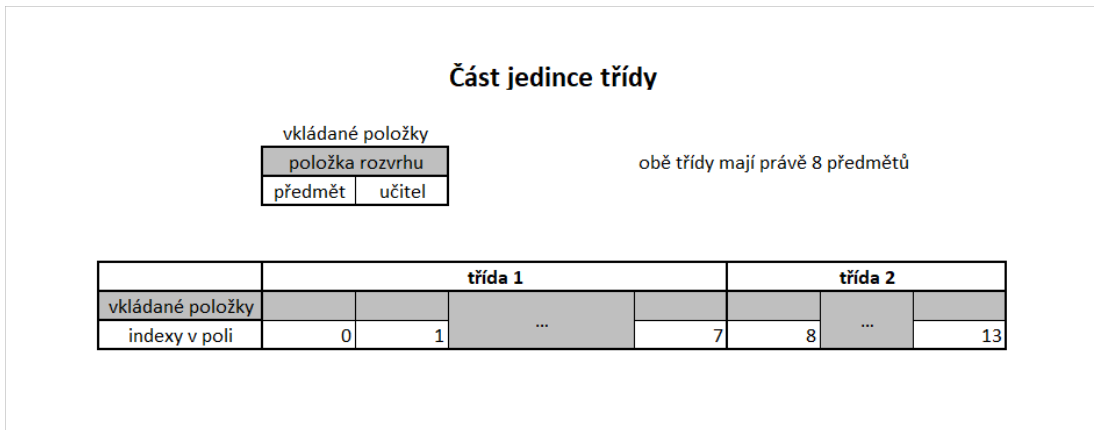 Část jedince třídy
vkládané položky
položka rozvrhu
obě třídy mají právě 8 předmětů
předmět učitel
třída 1 třída 2
vkládané položky
... ...
indexy v poli 0 1 7 8 13